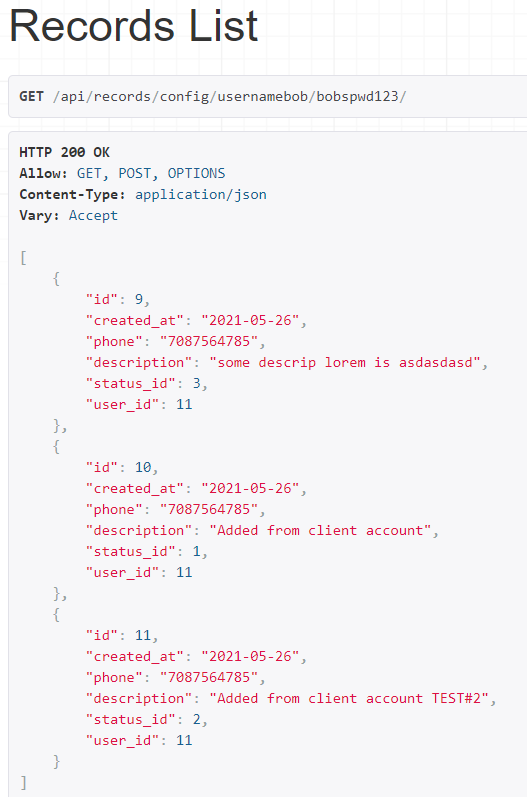 Records List
GET /api/records/config/usernamebob/bobspwd123/
HTTP 200 OK
Allow: GET, POST, OPTIONS
Content-Type: application/json
Vary: Accept
[
    {
        "id": 9,
        "created_at": "2021-05-26",
        "phone": "7087564785",
        "description": "some descrip lorem is asdasdasd",
        "status_id": 3,
        "user_id": 11
    },
    {
        "id": 10,
        "created_at": "2021-05-26",
        "phone": "7087564785",
        "description": "Added from client account",
        "status_id": 1,
        "user_id": 11
    },
    {
        "id": 11,
        "created_at": "2021-05-26",
        "phone": "7087564785",
        "description": "Added from client account TEST#2",
        "status_id": 2,
        "user_id": 11
    }
]